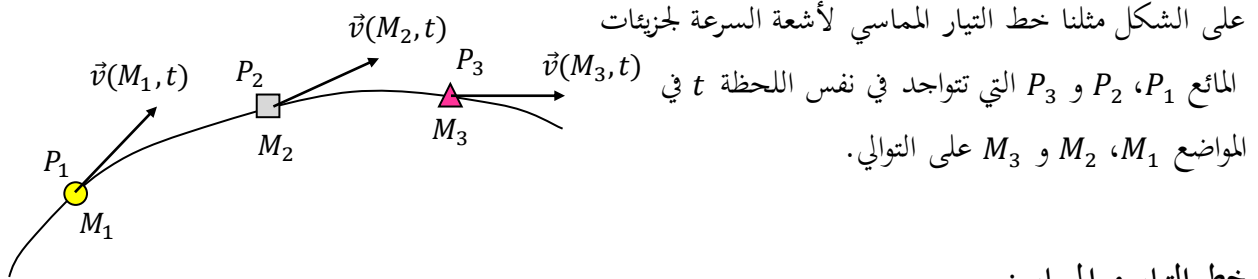 على الشكل مثلنا خط التيار المماسي لأشعة السرعة لجزيئات
المائع P₁، P₂ و P₃ التي تتواجد في نفس اللحظة t في
المواضع M₁، M₂ و M₃ على التوالي.
v⃗(M₁, t)
v⃗(M₂, t)
v⃗(M₃, t)
P₁
P₂
P₃
M₁
M₂
M₃